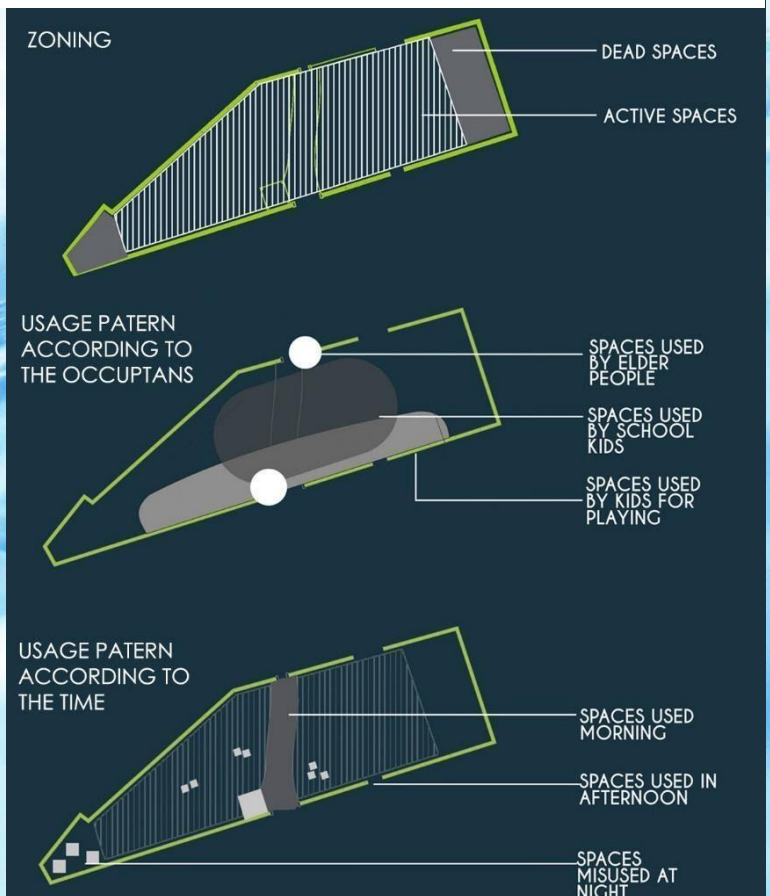 ZONING
DEAD SPACES
ACTIVE SPACES
USAGE PATERN
ACCORDING TO
THE OCCUPTANS
SPACES USED
BY ELDER
PEOPLE
SPACES USED
BY SCHOOL
KIDS
SPACES USED
BY KIDS FOR
PLAYING
USAGE PATERN
ACCORDING TO
THE TIME
SPACES USED
MORNING
SPACES USED IN
AFTERNOON
SPACES
MISUSED AT
NIGHT